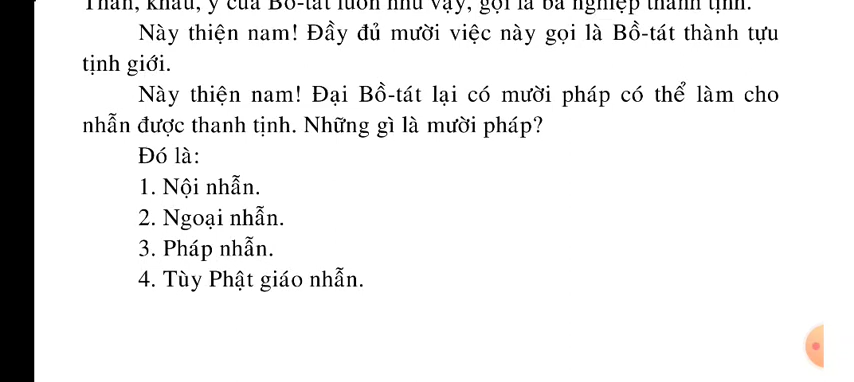 Thân, khẩu, ý của Bồ-tát luôn như vậy, gọi là ba nghiệp thanh tịnh.
Này thiện nam! Đầy đủ mười việc này gọi là Bồ-tát thành tựu
tịnh giới.
Này thiện nam! Đại Bồ-tát lại có mười pháp có thể làm cho
nhẫn được thanh tịnh. Những gì là mười pháp?
Đó là:
1. Nội nhẫn.
2. Ngoại nhẫn.
3. Pháp nhẫn.
4. Tùy Phật giáo nhẫn.